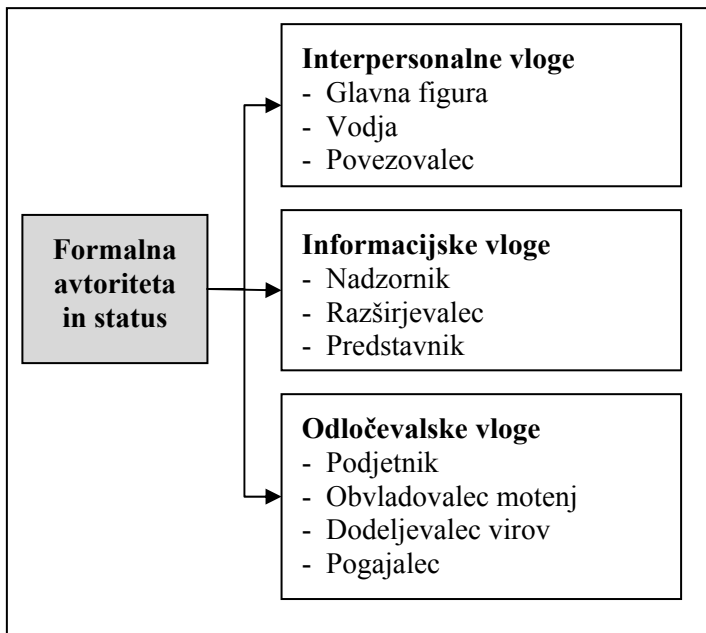 Formalna
avtoriteta
in status
Interpersonalne vloge
- Glavna figura
- Vodja
- Povezovalec
Informacijske vloge
- Nadzornik
- Razširjevalec
- Predstavnik
Odločevalske vloge
- Podjetnik
- Obvladovalec motenj
- Dodeljevalec virov
- Pogajalec